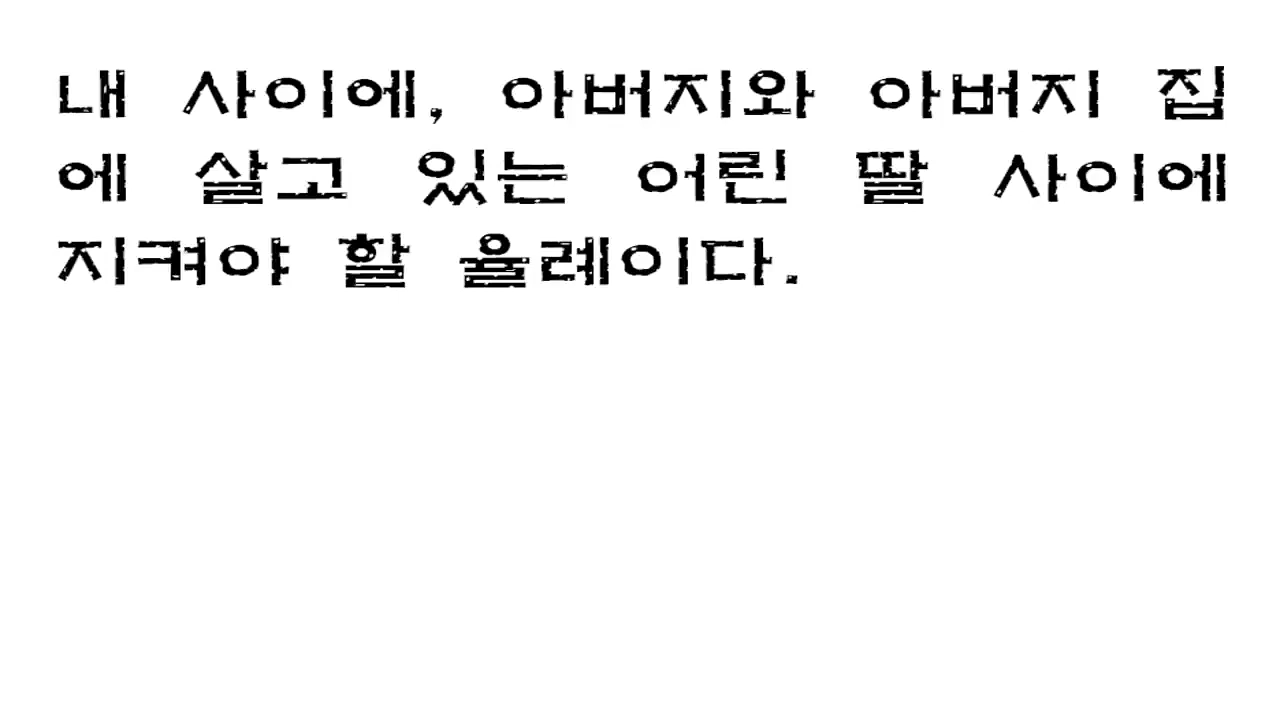 내 사이에, 아버지와 아버지 집
에 살고 있는 어린 딸 사이에
지켜야 할 율례이다.